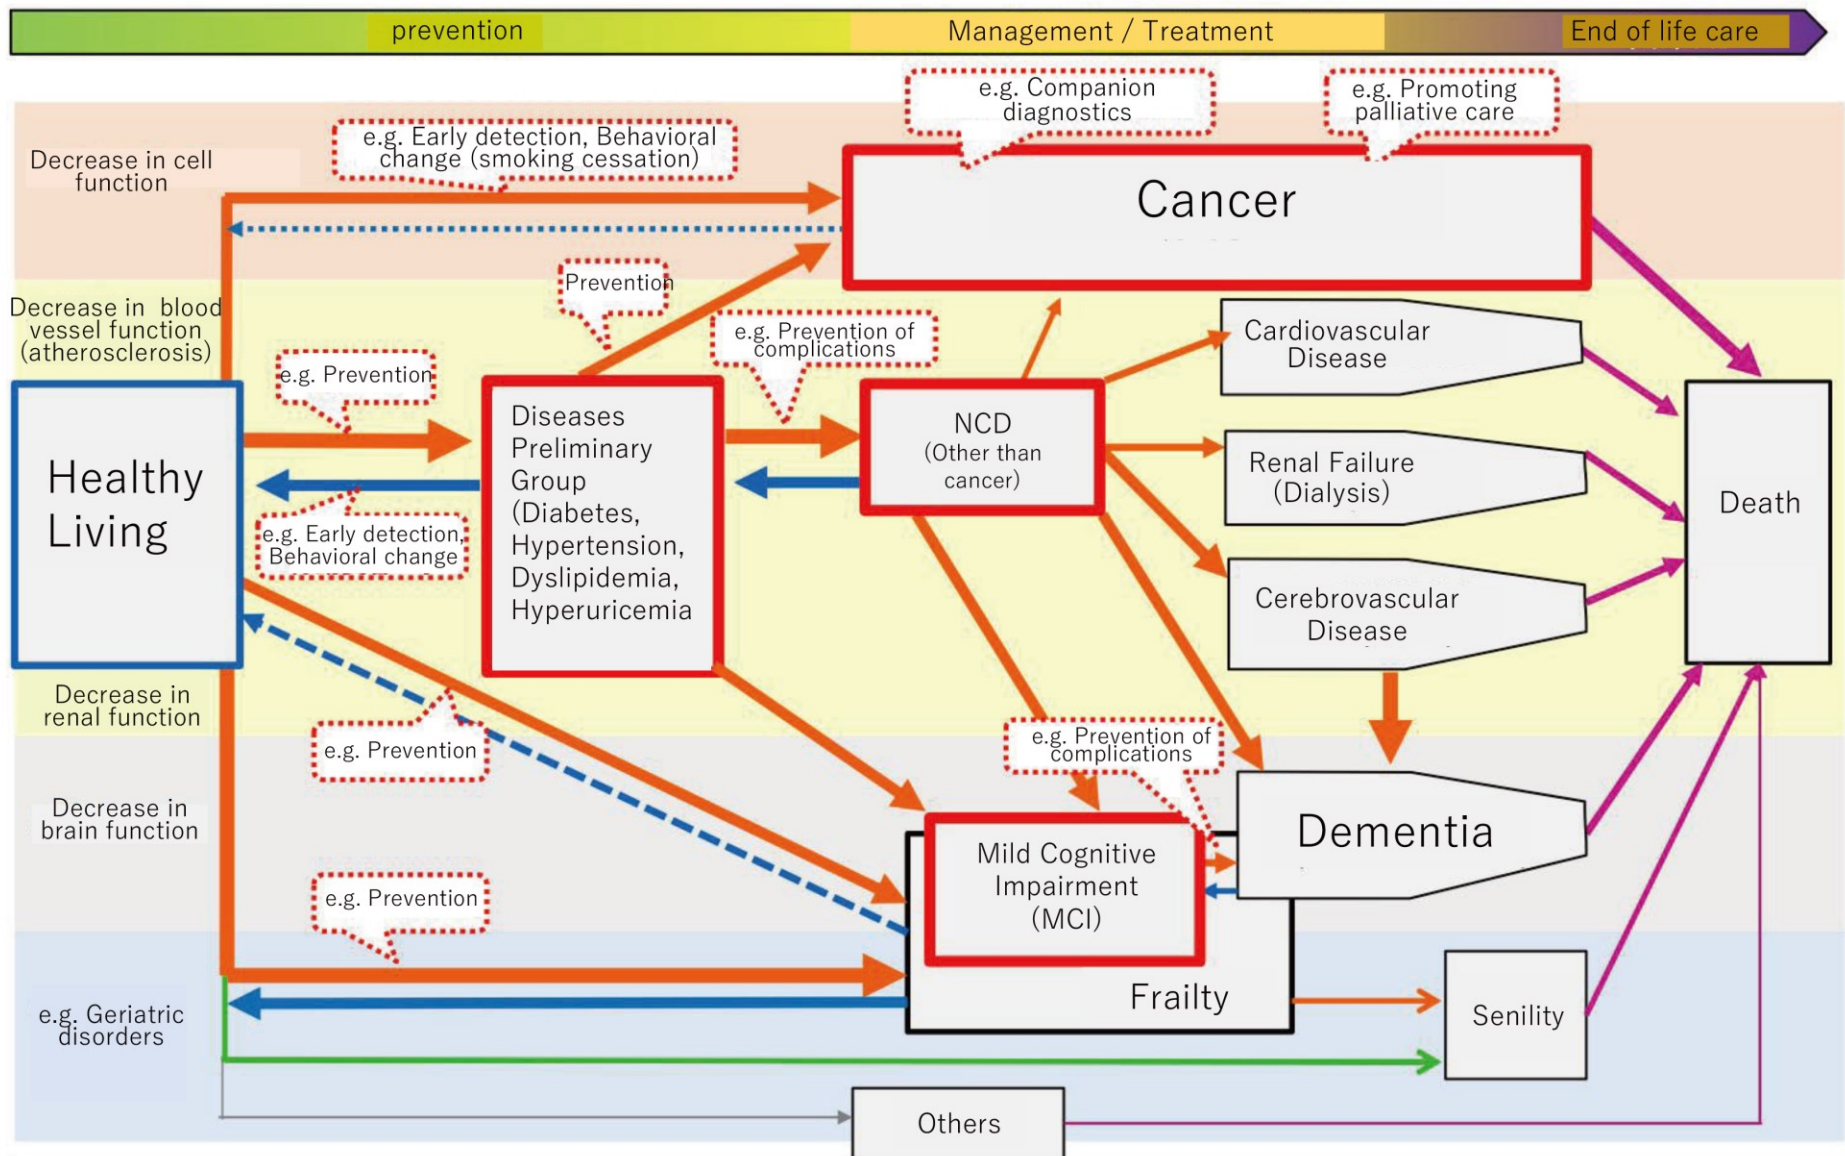 prevention
Management / Treatment
End of life care
e.g. Companion
diagnostics
e.g. Promoting
palliative care
e.g. Early detection, Behavioral
change (smoking cessation)
Decrease in cell
function
Cancer
Prevention
Decrease in blood
vessel function
(atherosclerosis)
e.g. Prevention of
complications
Cardiovascular
Disease
e.g. Prevention
Diseases
Preliminary
Group
(Diabetes,
Hypertension,
Dyslipidemia,
Hyperuricemia
NCD
(Other than
cancer)
Healthy
Living
Renal Failure
(Dialysis)
Death
e.g. Early detection,
Behavioral change
Cerebrovascular
Disease
Decrease in
renal function
e.g. Prevention
e.g. Prevention of
complications
Decrease in
brain function
Dementia
Mild Cognitive
Impairment
(MCI)
e.g. Prevention
Frailty
e.g. Geriatric
disorders
Senility
Others